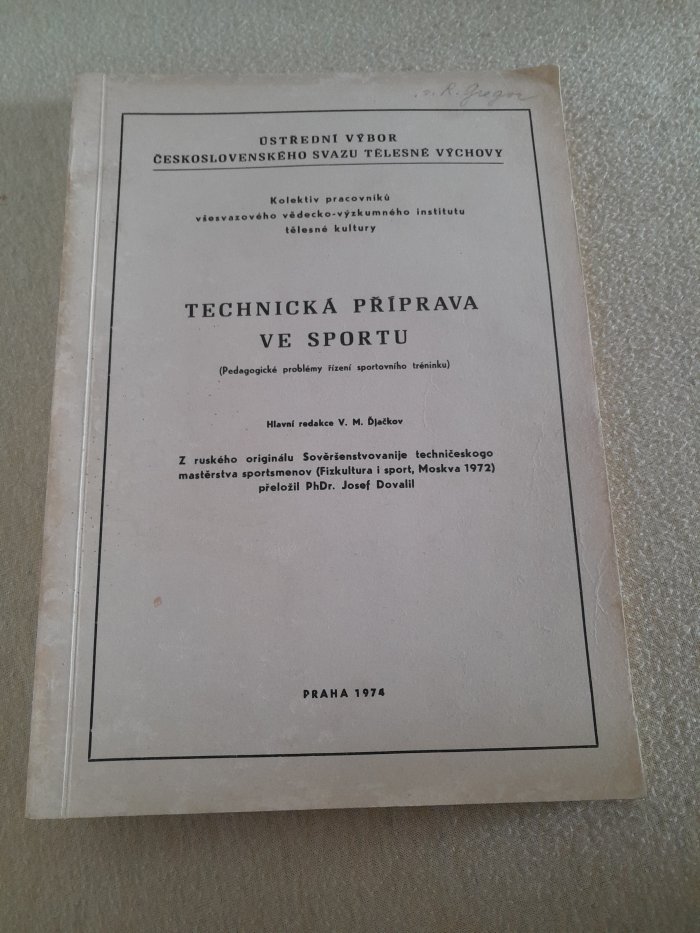 R. Gregor
ÚSTŘEDNÍ VÝBOR
ČESKOSLOVENSKÉHO SVAZU TĚLESNÉ VÝCHOVY
Kolektiv pracovníků
všesvazového vědecko-výzkumného institutu
tělesné kultury
TECHNICKÁ PŘÍPRAVA
VE SPORTU
(Pedagogické problémy řízení sportovního tréninku)
Hlavní redakce V. M. Ďjačkov
Z ruského originálu Sověršenstvovanije techničeskogo
mastěrstva sportsmenov (Fizkultura i sport, Moskva 1972)
přeložil PhDr. Josef Dovalil
PRAHA 1974